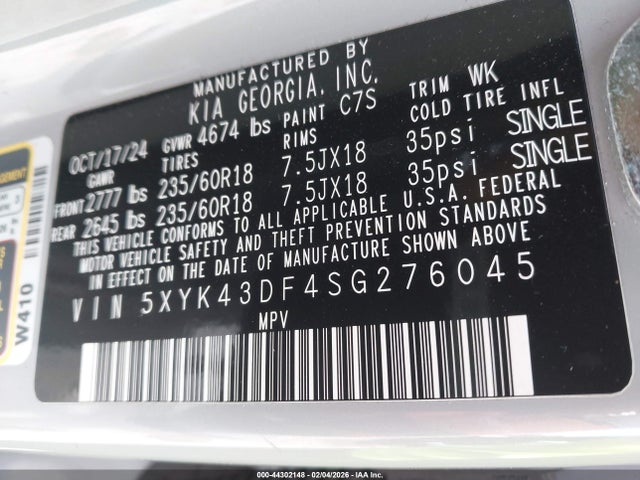 MANUFACTURED BY
KIA GEORGIA, INC.
OCT/17/24 GVWR 4674 lbs PAINT C7S TRIM WK
GAWR TIRES RIMS COLD TIRE INFL
FRONT 2777 lbs 235/60R18 7.5JX18 35psi SINGLE
REAR 2645 lbs 235/60R18 7.5JX18 35psi SINGLE
THIS VEHICLE CONFORMS TO ALL APPLICABLE U.S.A. FEDERAL
MOTOR VEHICLE SAFETY AND THEFT PREVENTION STANDARDS
IN EFFECT ON THE DATE OF MANUFACTURE SHOWN ABOVE
VIN 5XYK43DF4SG276045
MPV
W410
000-44302148 - 02/04/2026 - IAA Inc.